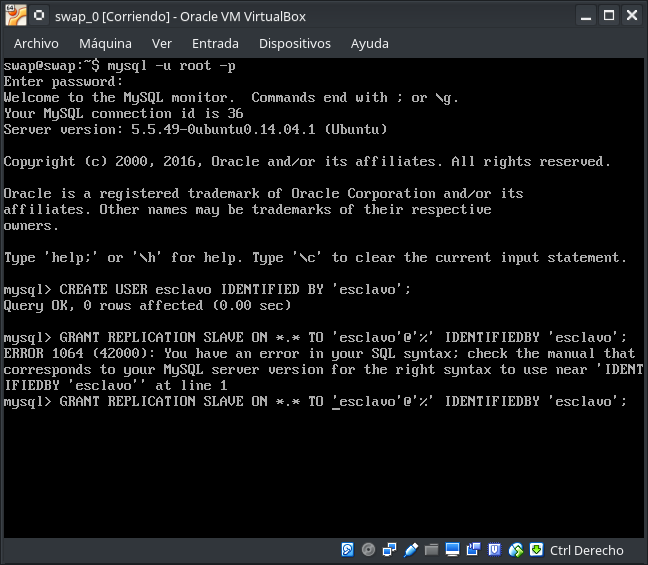 swap_0 [Corriendo] - Oracle VM VirtualBox
Archivo Máquina Ver Entrada Dispositivos Ayuda
swap@swap:~$ mysql -u root -p
Enter password:
Welcome to the MySQL monitor.  Commands end with ; or \g.
Your MySQL connection id is 36
Server version: 5.5.49-0ubuntu0.14.04.1 (Ubuntu)
Copyright (c) 2000, 2016, Oracle and/or its affiliates. All rights reserved.
Oracle is a registered trademark of Oracle Corporation and/or its
affiliates. Other names may be trademarks of their respective
owners.
Type 'help;' or '\h' for help. Type '\c' to clear the current input statement.
mysql> CREATE USER esclavo IDENTIFIED BY 'esclavo';
Query OK, 0 rows affected (0.00 sec)
mysql> GRANT REPLICATION SLAVE ON *.* TO 'esclavo'@'%' IDENTIFIEDBY 'esclavo';
ERROR 1064 (42000): You have an error in your SQL syntax; check the manual that
corresponds to your MySQL server version for the right syntax to use near 'IDENT
IFIEDBY 'esclavo'' at line 1
mysql> GRANT REPLICATION SLAVE ON *.* TO 'esclavo'@'%' IDENTIFIEDBY 'esclavo';
Ctrl Derecho